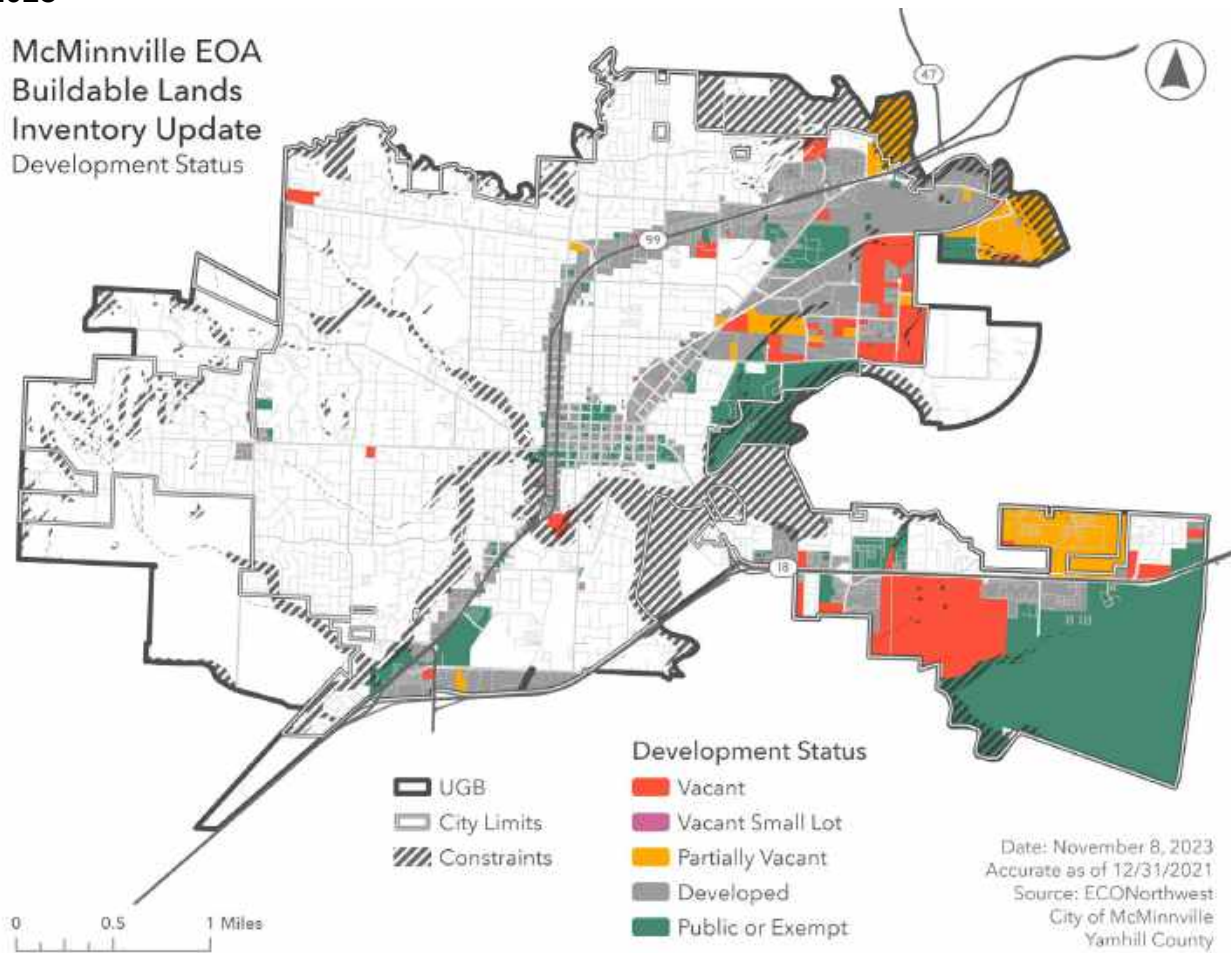 McMinnville EOA
Buildable Lands
Inventory Update
Development Status
47
99
18
Development Status
UGB
City Limits
Constraints
Vacant
Vacant Small Lot
Partially Vacant
Developed
Public or Exempt
0 0.5 1 Miles
Date: November 8, 2023
Accurate as of 12/31/2021
Source: ECONorthwest
City of McMinnville
Yamhill County